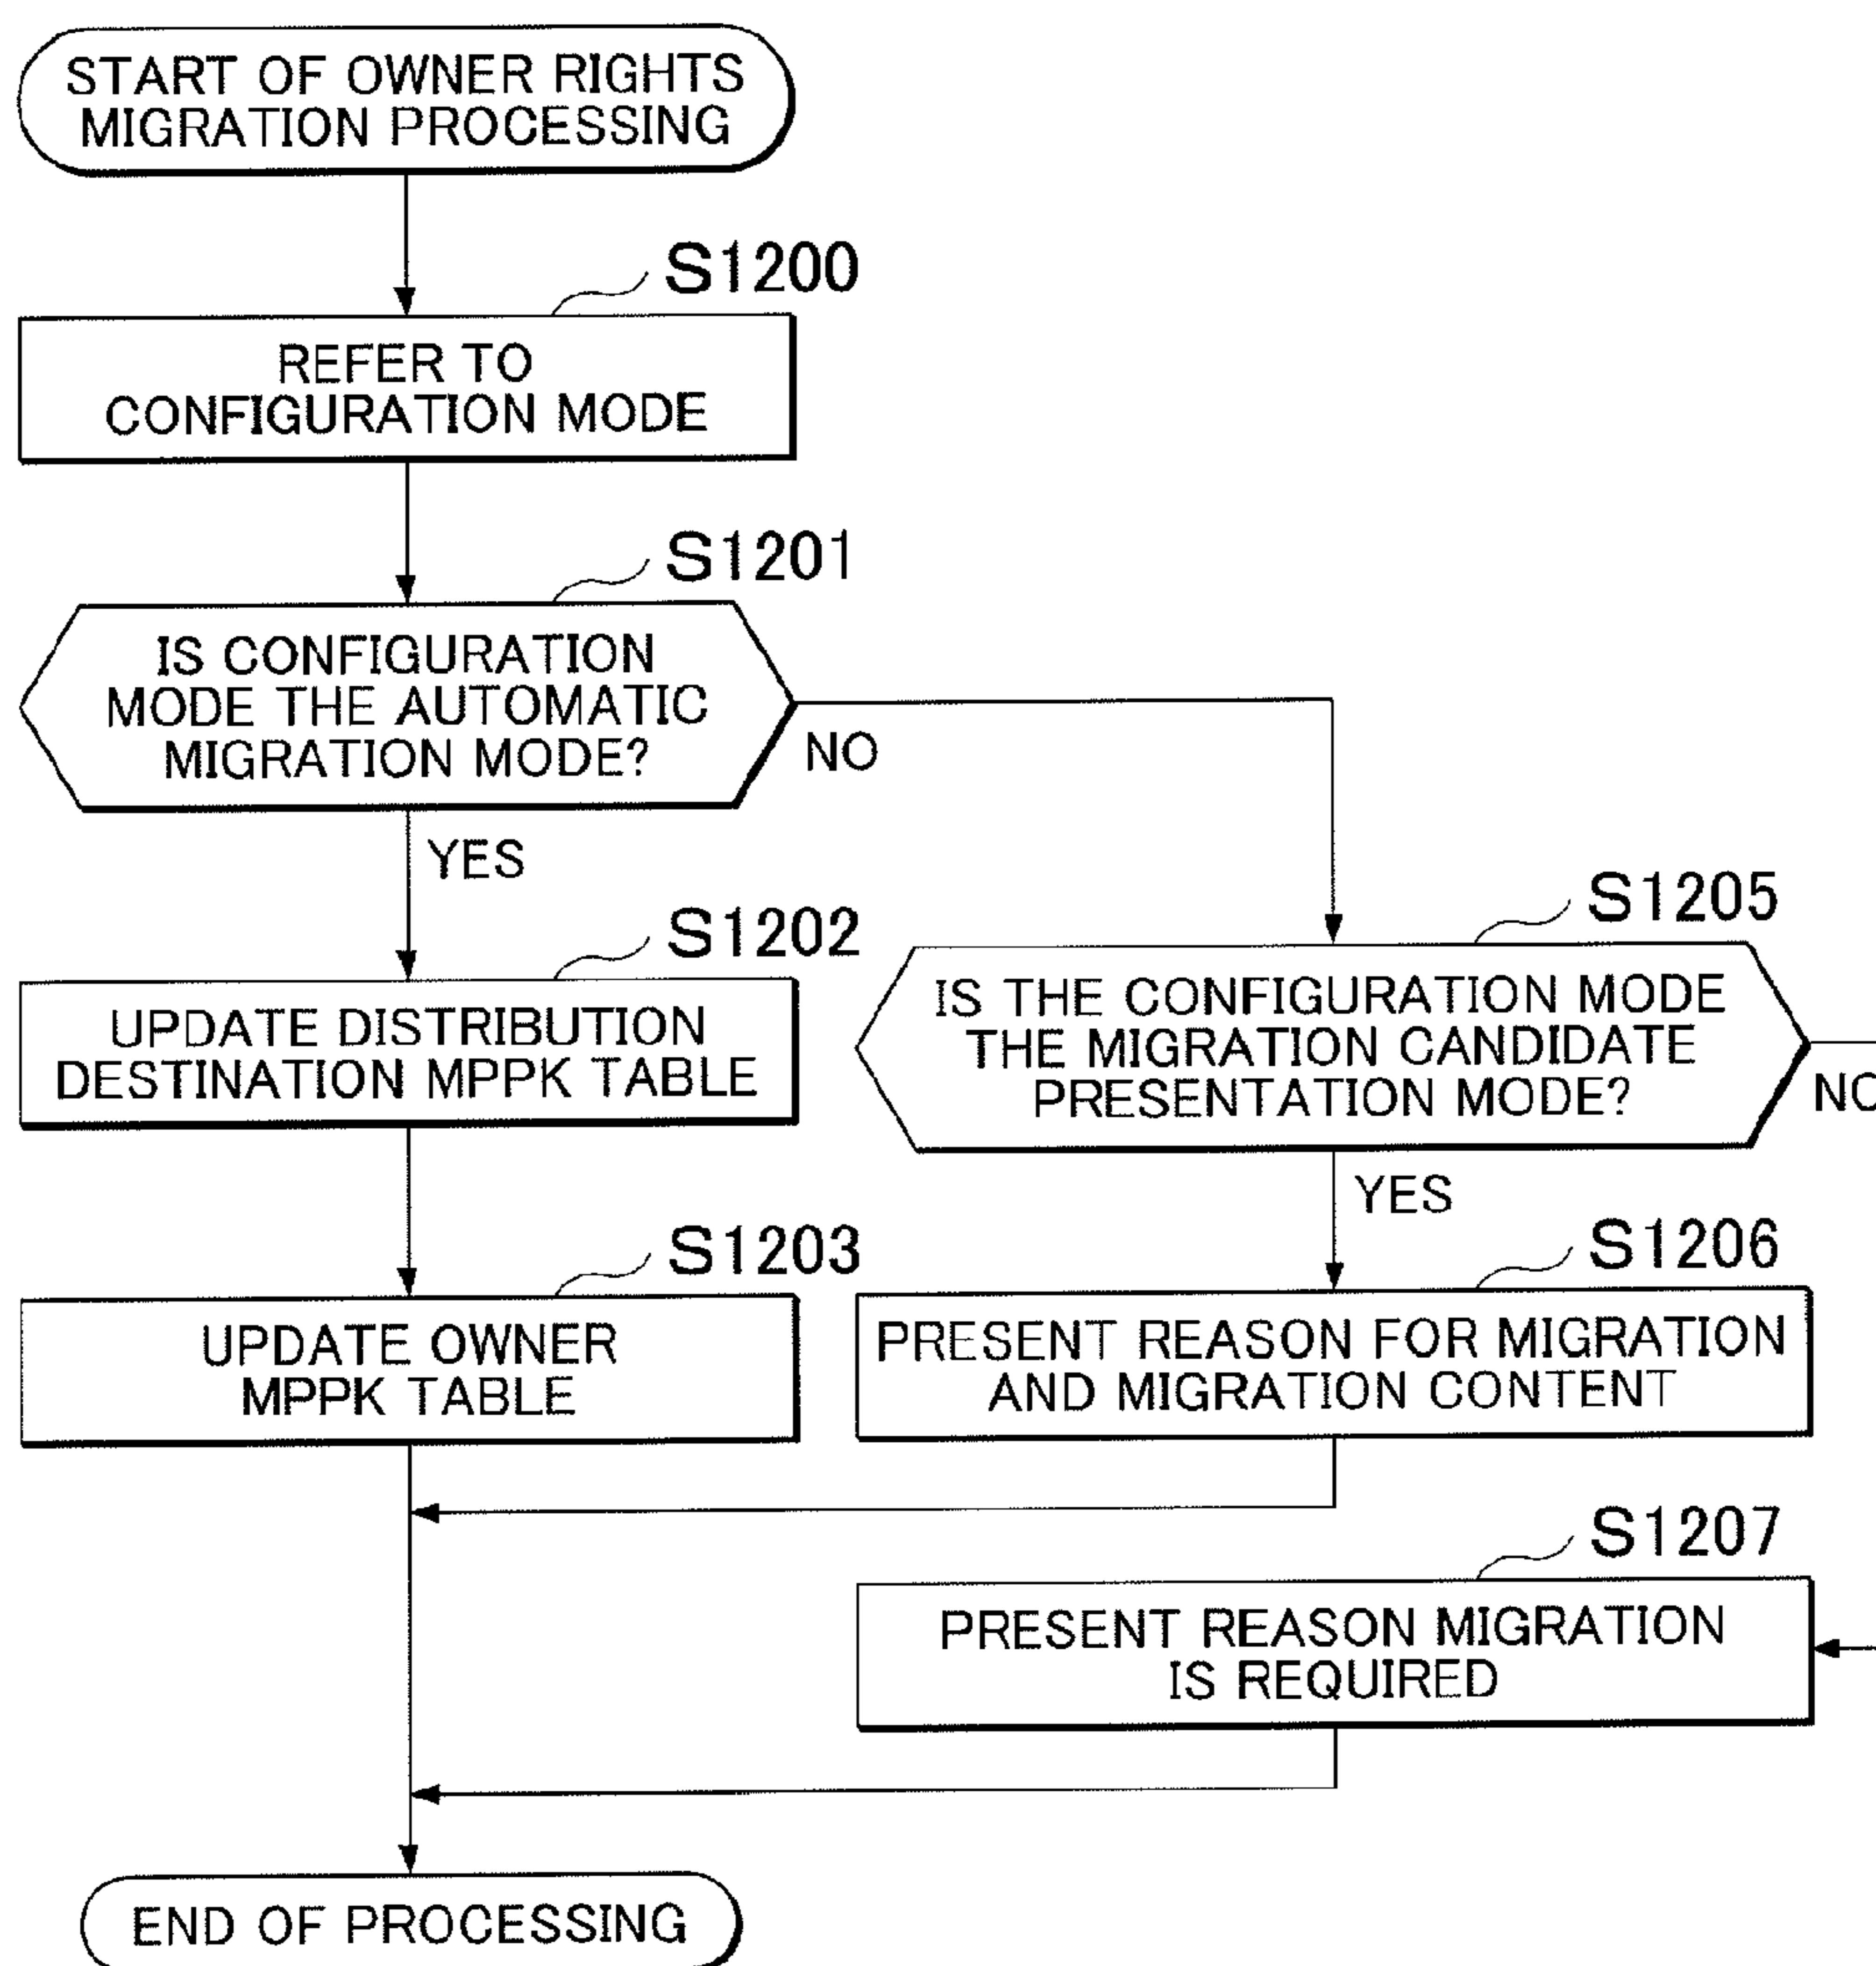 START OF OWNER RIGHTS
MIGRATION PROCESSING
S1200
REFER TO
CONFIGURATION MODE
S1201
IS CONFIGURATION
MODE THE AUTOMATIC
MIGRATION MODE?
NO
YES
S1202
UPDATE DISTRIBUTION
DESTINATION MPPK TABLE
S1203
UPDATE OWNER
MPPK TABLE
S1205
IS THE CONFIGURATION MODE
THE MIGRATION CANDIDATE
PRESENTATION MODE?
NO
YES
S1206
PRESENT REASON FOR MIGRATION
AND MIGRATION CONTENT
S1207
PRESENT REASON MIGRATION
IS REQUIRED
END OF PROCESSING